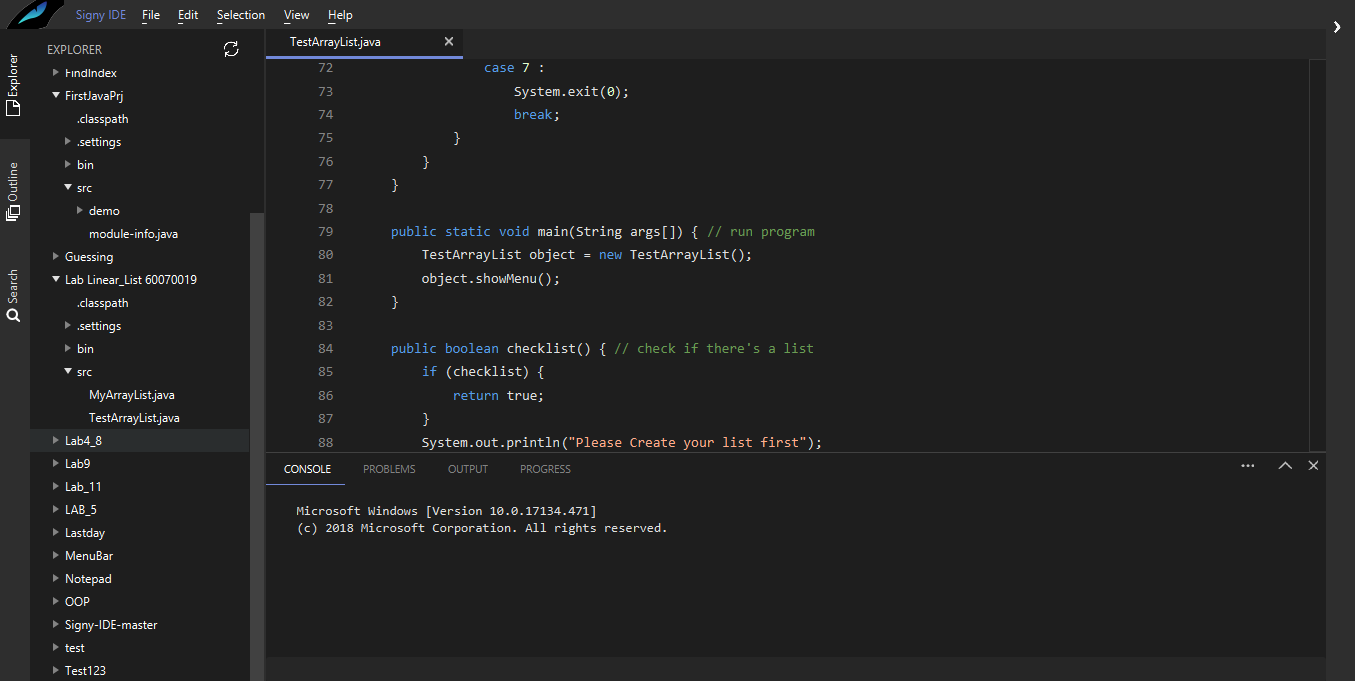 Signy IDE File Edit Selection View Help
Explorer
Outline
Search
EXPLORER
FindIndex
FirstJavaPrj
.classpath
.settings
bin
src
demo
module-info.java
Guessing
Lab Linear_List 60070019
.classpath
.settings
bin
src
MyArrayList.java
TestArrayList.java
Lab4_8
Lab9
Lab_11
LAB_5
Lastday
MenuBar
Notepad
OOP
Signy-IDE-master
test
Test123
TestArrayList.java
72 case 7 :
73 System.exit(0);
74 break;
75 }
76 }
77 }
78
79 public static void main(String args[]) { // run program
80 TestArrayList object = new TestArrayList();
81 object.showMenu();
82 }
83
84 public boolean checklist() { // check if there's a list
85 if (checklist) {
86 return true;
87 }
88 System.out.println("Please Create your list first");
CONSOLE PROBLEMS OUTPUT PROGRESS
Microsoft Windows [Version 10.0.17134.471]
(c) 2018 Microsoft Corporation. All rights reserved.